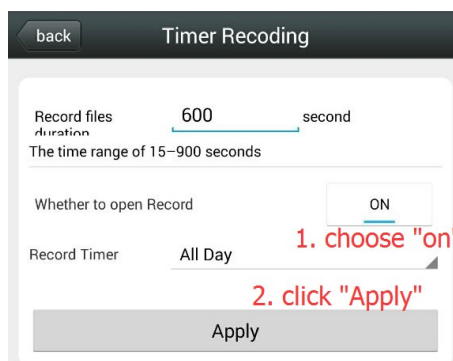 back
Timer Recoding
Record files duration
600
second
The time range of 15-900 seconds
Whether to open Record
ON
1. choose "on"
Record Timer
All Day
2. click "Apply"
Apply